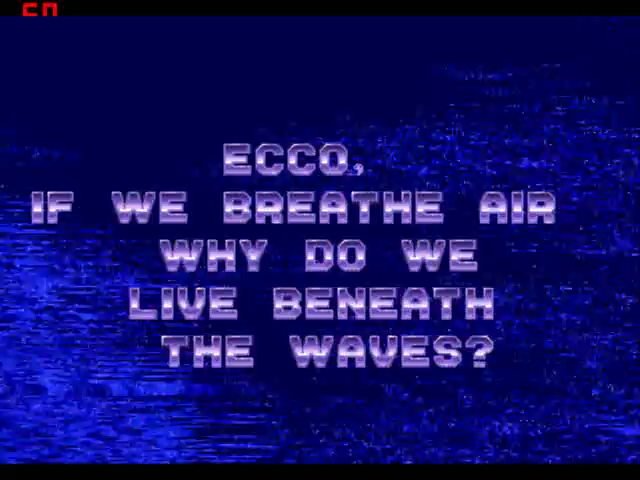 ECCO,
IF WE BREATHE AIR
WHY DO WE
LIVE BENEATH
THE WAVES?